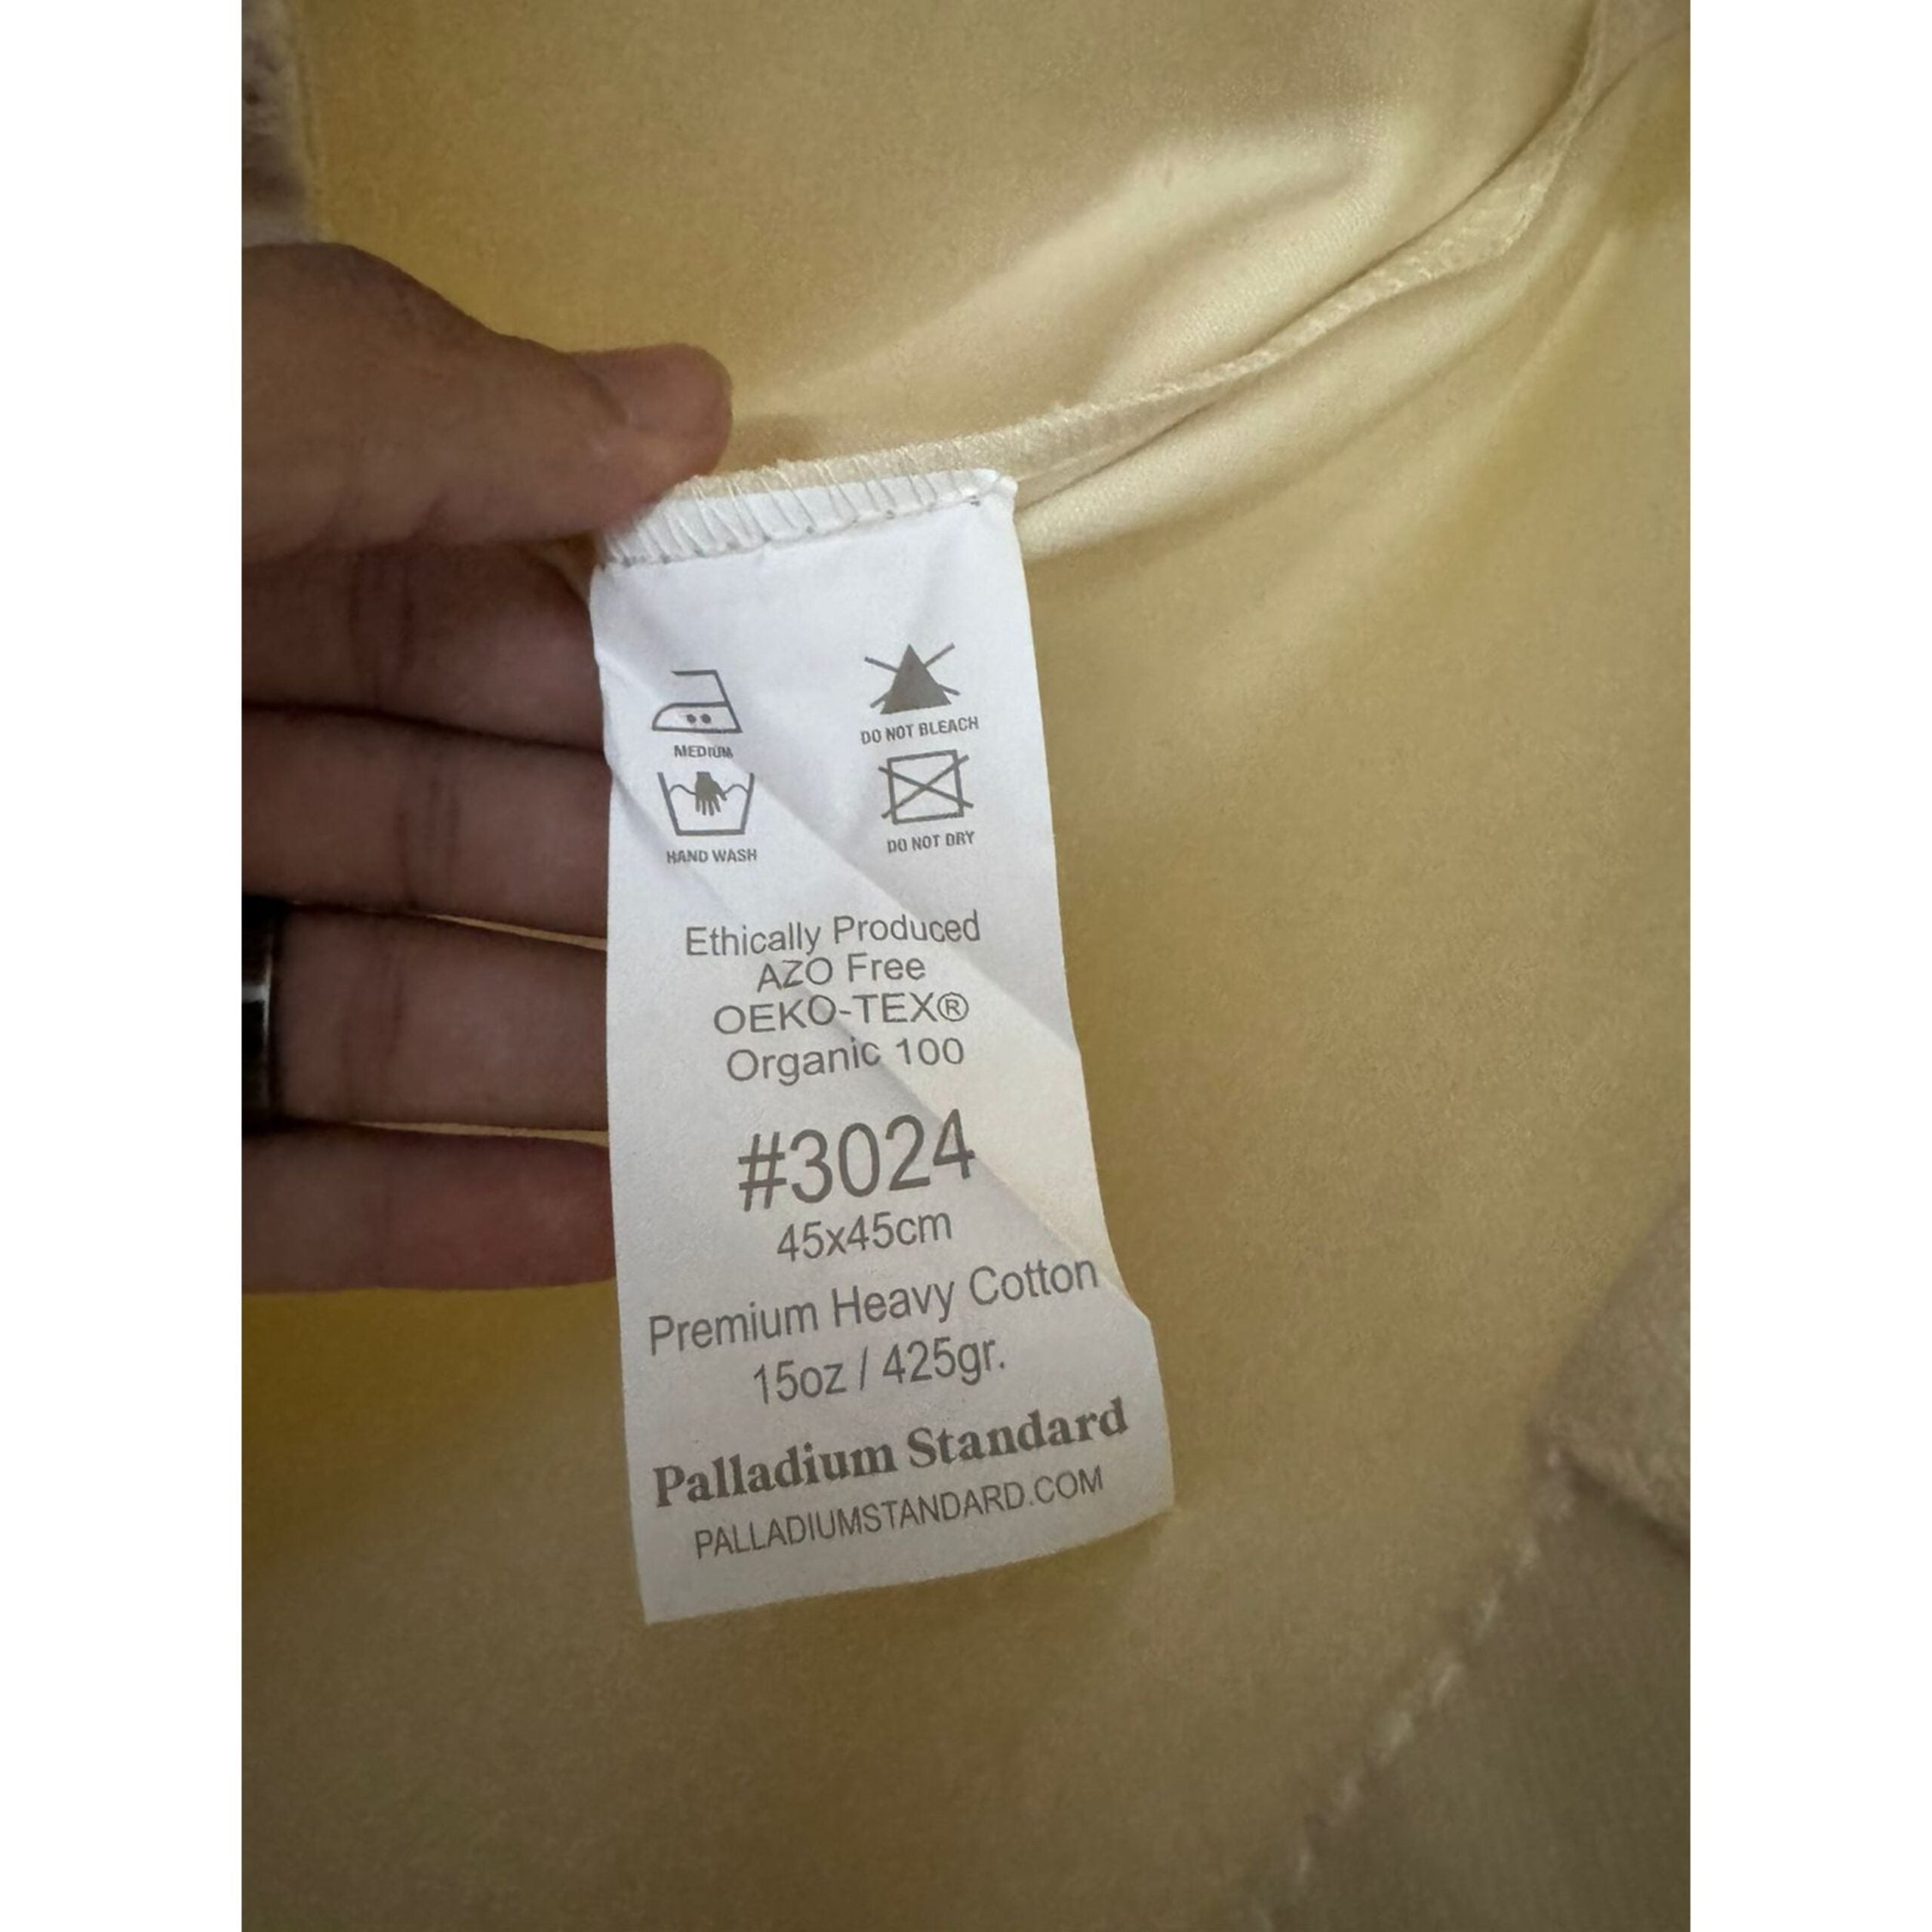 MEDIUM
DO NOT BLEACH
HAND WASH
DO NOT DRY
Ethically Produced
AZO Free
OEKO-TEX®
Organic 100
#3024
45x45cm
Premium Heavy Cotton
15oz / 425gr.
Palladium Standard
PALLADIUMSTANDARD.COM